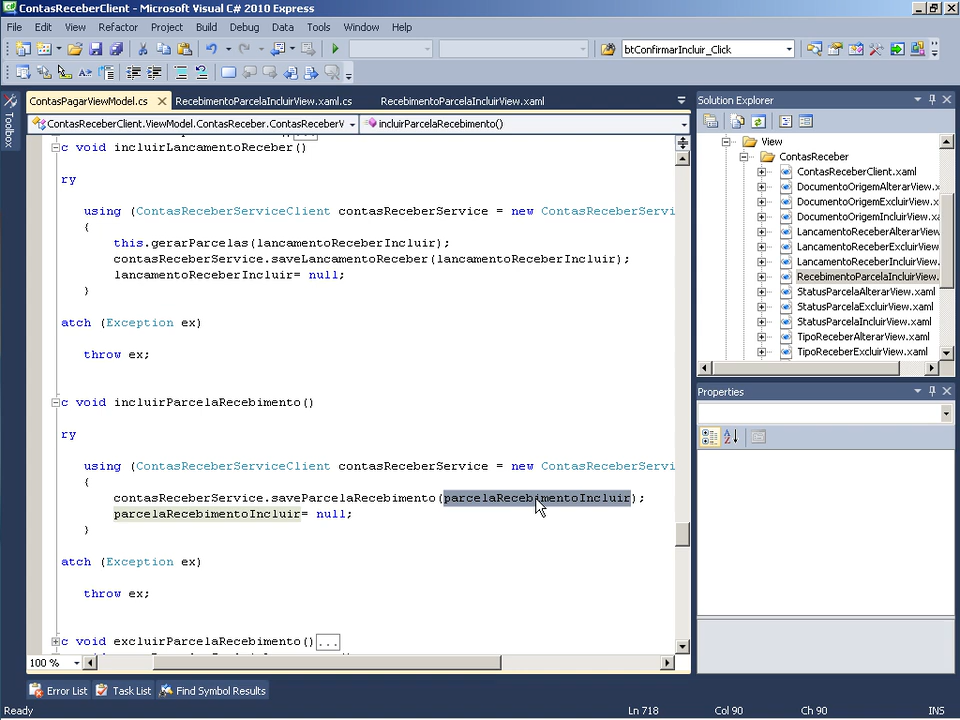 ContasReceberClient - Microsoft Visual C# 2010 Express
File Edit View Refactor Project Build Debug Data Tools Window Help
btConfirmarIncluir_Click
ContasPagarViewModel.cs RecebimentoParcelaIncluirView.xaml.cs RecebimentoParcelaIncluirView.xaml
Toolbox
ContasReceberClient.ViewModel.ContasReceber.ContasReceberV incluirParcelaRecebimento()
c void incluirLancamentoReceber()
ry
using (ContasReceberServiceClient contasReceberService = new ContasReceberServi
{
this.gerarParcelas(lancamentoReceberIncluir);
contasReceberService.saveLancamentoReceber(lancamentoReceberIncluir);
lancamentoReceberIncluir= null;
}
atch (Exception ex)
throw ex;
c void incluirParcelaRecebimento()
ry
using (ContasReceberServiceClient contasReceberService = new ContasReceberServi
{
contasReceberService.saveParcelaRecebimento(parcelaRecebimentoIncluir);
parcelaRecebimentoIncluir= null;
}
atch (Exception ex)
throw ex;
c void excluirParcelaRecebimento()...
100 %
Solution Explorer
View
ContasReceber
ContasReceberClient.xaml
DocumentoOrigemAlterarView.x
DocumentoOrigemExcluirView.x
DocumentoOrigemIncluirView.xa
LancamentoReceberAlterarView
LancamentoReceberExcluirView
LancamentoReceberIncluirView.
RecebimentoParcelaIncluirView.
StatusParcelaAlterarView.xaml
StatusParcelaExcluirView.xaml
StatusParcelaIncluirView.xaml
TipoReceberAlterarView.xaml
TipoReceberExcluirView.xaml
Properties
Error List Task List Find Symbol Results
Ready Ln 718 Col 90 Ch 90 INS